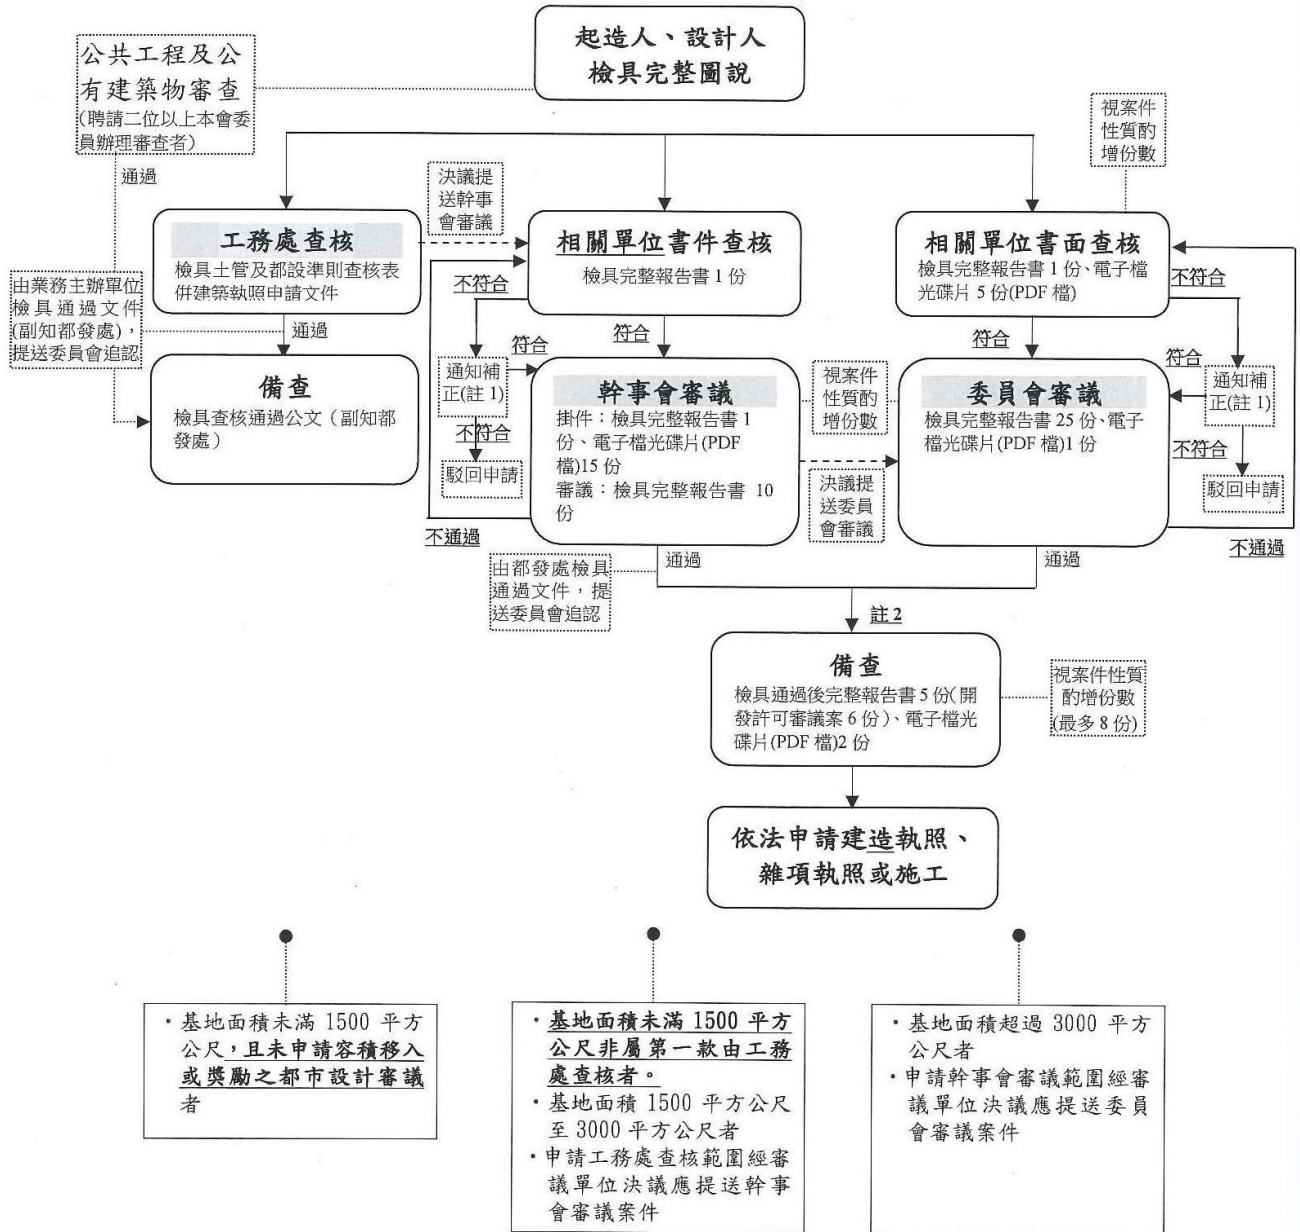 起造人、設計人
檢具完整圖說
公共工程及公
有建築物審查
(聘請二位以上本會委
員辦理審查者)
通過
視案件
性質酌
增份數
決議提
送幹事
會審議
工務處查核
檢具土管及都設準則查核表
併建築執照申請文件
相關單位書件查核
檢具完整報告書 1 份
相關單位書面查核
檢具完整報告書 1 份、電子檔
光碟片 5 份(PDF 檔)
由業務主辦單位
檢具通過文件
(副知都發處),
提送委員會追認
通過
不符合
符合
符合
不符合
符合
符合
備查
檢具查核通過公文（副知都
發處）
通知補
正(註 1)
不符合
駁回申請
幹事會審議
掛件：檢具完整報告書 1
份、電子檔光碟片(PDF
檔)15 份
審議：檢具完整報告書 10
份
視案件
性質酌
增份數
決議提
送委員
會審議
委員會審議
檢具完整報告書 25 份、電子
檔光碟片(PDF 檔)1 份
通知補
正(註 1)
不符合
駁回申請
不通過
不通過
由都發處檢具
通過文件，提
送委員會追認
通過
通過
註 2
備查
檢具通過後完整報告書 5 份(開
發許可審議案 6 份)、電子檔光
碟片(PDF 檔)2 份
視案件性質
酌增份數
(最多 8 份)
依法申請建造執照、
雜項執照或施工
・基地面積未滿 1500 平方
公尺，且未申請容積移入
或獎勵之都市設計審議
者
・基地面積未滿 1500 平方
公尺非屬第一款由工務
處查核者。
・基地面積 1500 平方公尺
至 3000 平方公尺者
・申請工務處查核範圍經審
議單位決議應提送幹事
會審議案件
・基地面積超過 3000 平方
公尺者
・申請幹事會審議範圍經審
議單位決議應提送委員
會審議案件